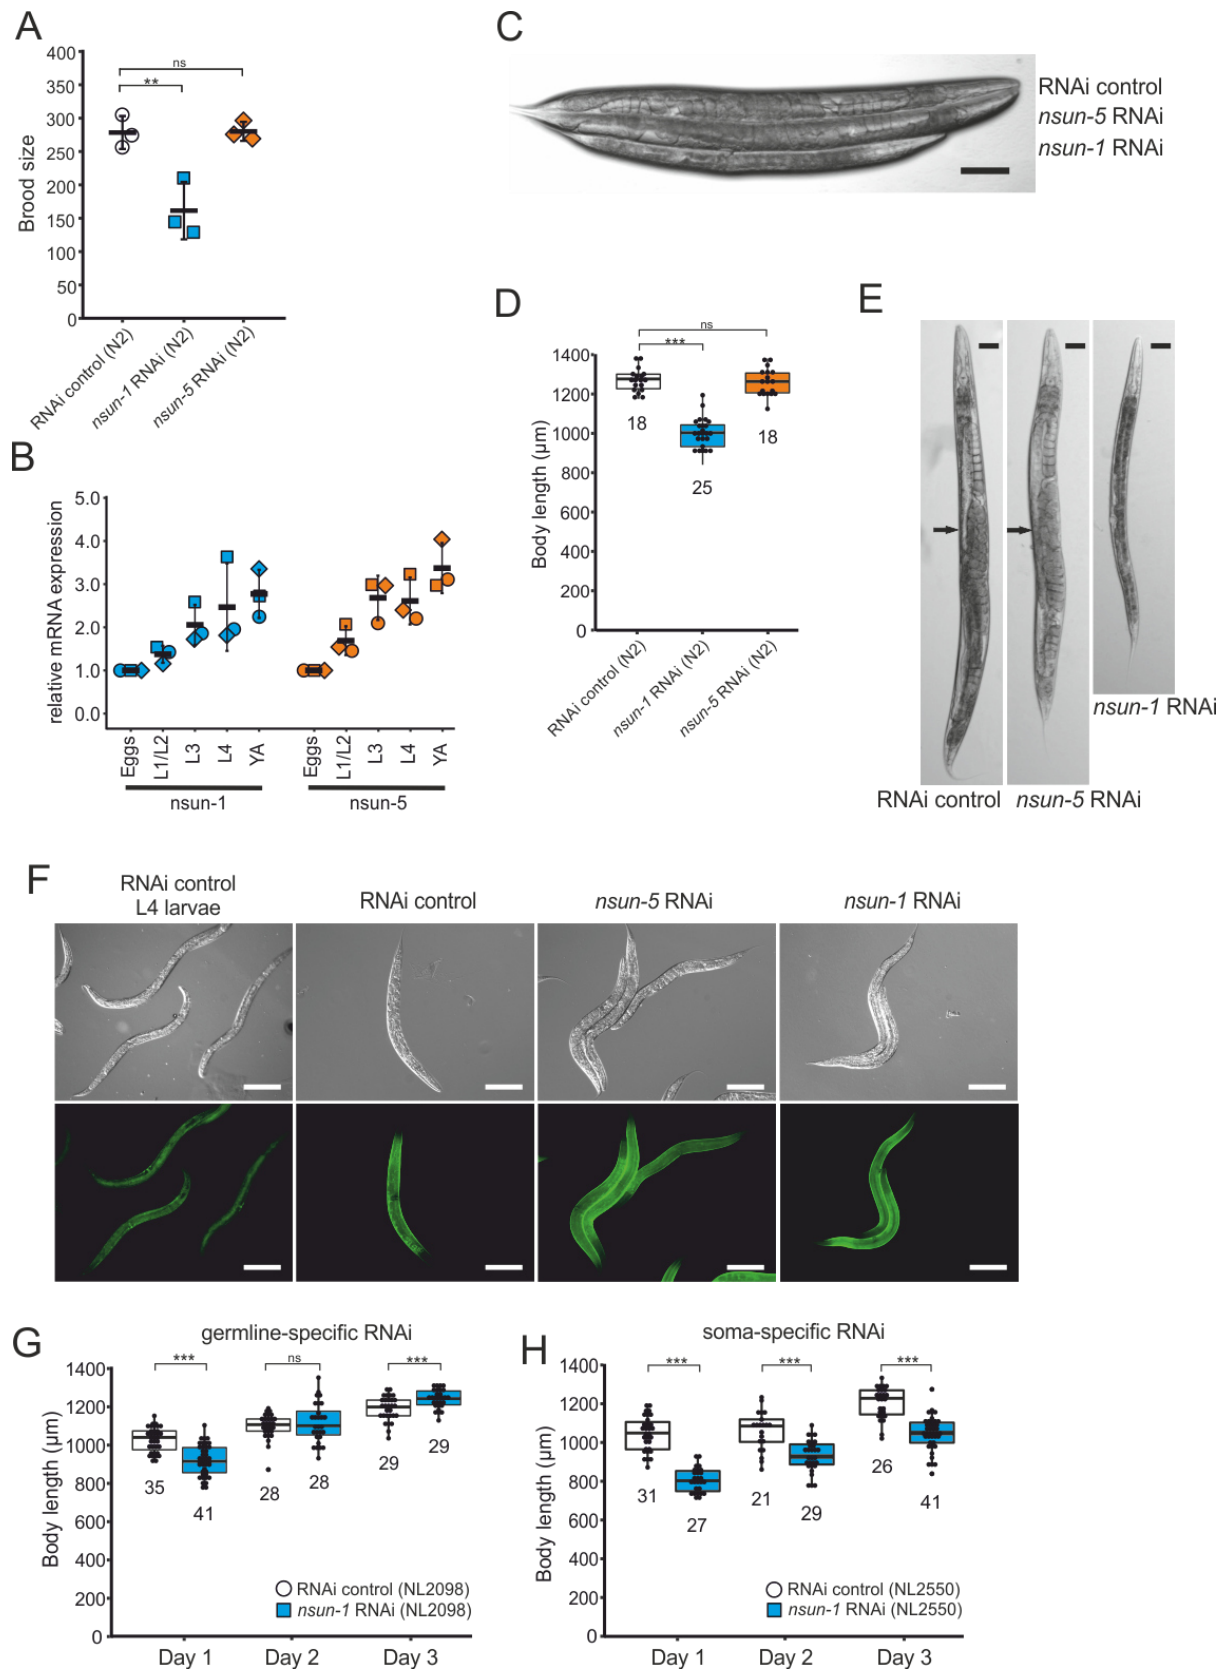 A
400
350
300
250
200
150
100
50
0
Brood size
ns
**
RNAi control (N2)
nsun-1 RNAi (N2)
nsun-5 RNAi (N2)
C
RNAi control
nsun-5 RNAi
nsun-1 RNAi
B
5.0
4.0
3.0
2.0
1.0
0.0
relative mRNA expression
Eggs
L1/L2
L3
L4
YA
nsun-1
Eggs
L1/L2
L3
L4
YA
nsun-5
D
1400
1200
1000
800
600
400
200
0
Body length (µm)
ns
***
18
25
18
RNAi control (N2)
nsun-1 RNAi (N2)
nsun-5 RNAi (N2)
E
RNAi control
nsun-5 RNAi
nsun-1 RNAi
F
RNAi control
L4 larvae
RNAi control
nsun-5 RNAi
nsun-1 RNAi
G
germline-specific RNAi
1400
1200
1000
800
600
400
200
0
Body length (µm)
***
ns
***
35
41
28
28
29
29
RNAi control (NL2098)
nsun-1 RNAi (NL2098)
Day 1
Day 2
Day 3
H
soma-specific RNAi
1400
1200
1000
800
600
400
200
0
Body length (µm)
***
***
***
31
27
21
29
26
41
RNAi control (NL2550)
nsun-1 RNAi (NL2550)
Day 1
Day 2
Day 3